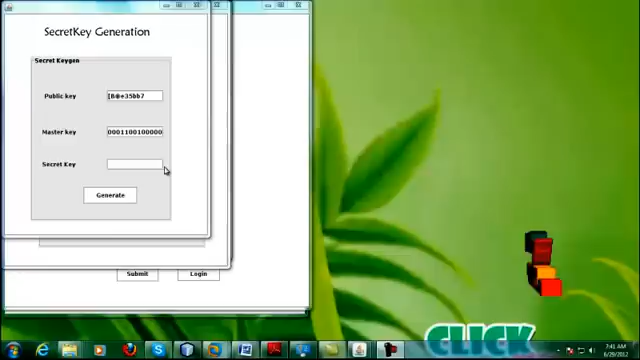 SecretKey Generation
Secret Keygen
Public key
[B@e35bb7
Master key
0001100100000
Secret Key
Generate
Submit
Login
CLICK
7:41 AM
6/29/2012